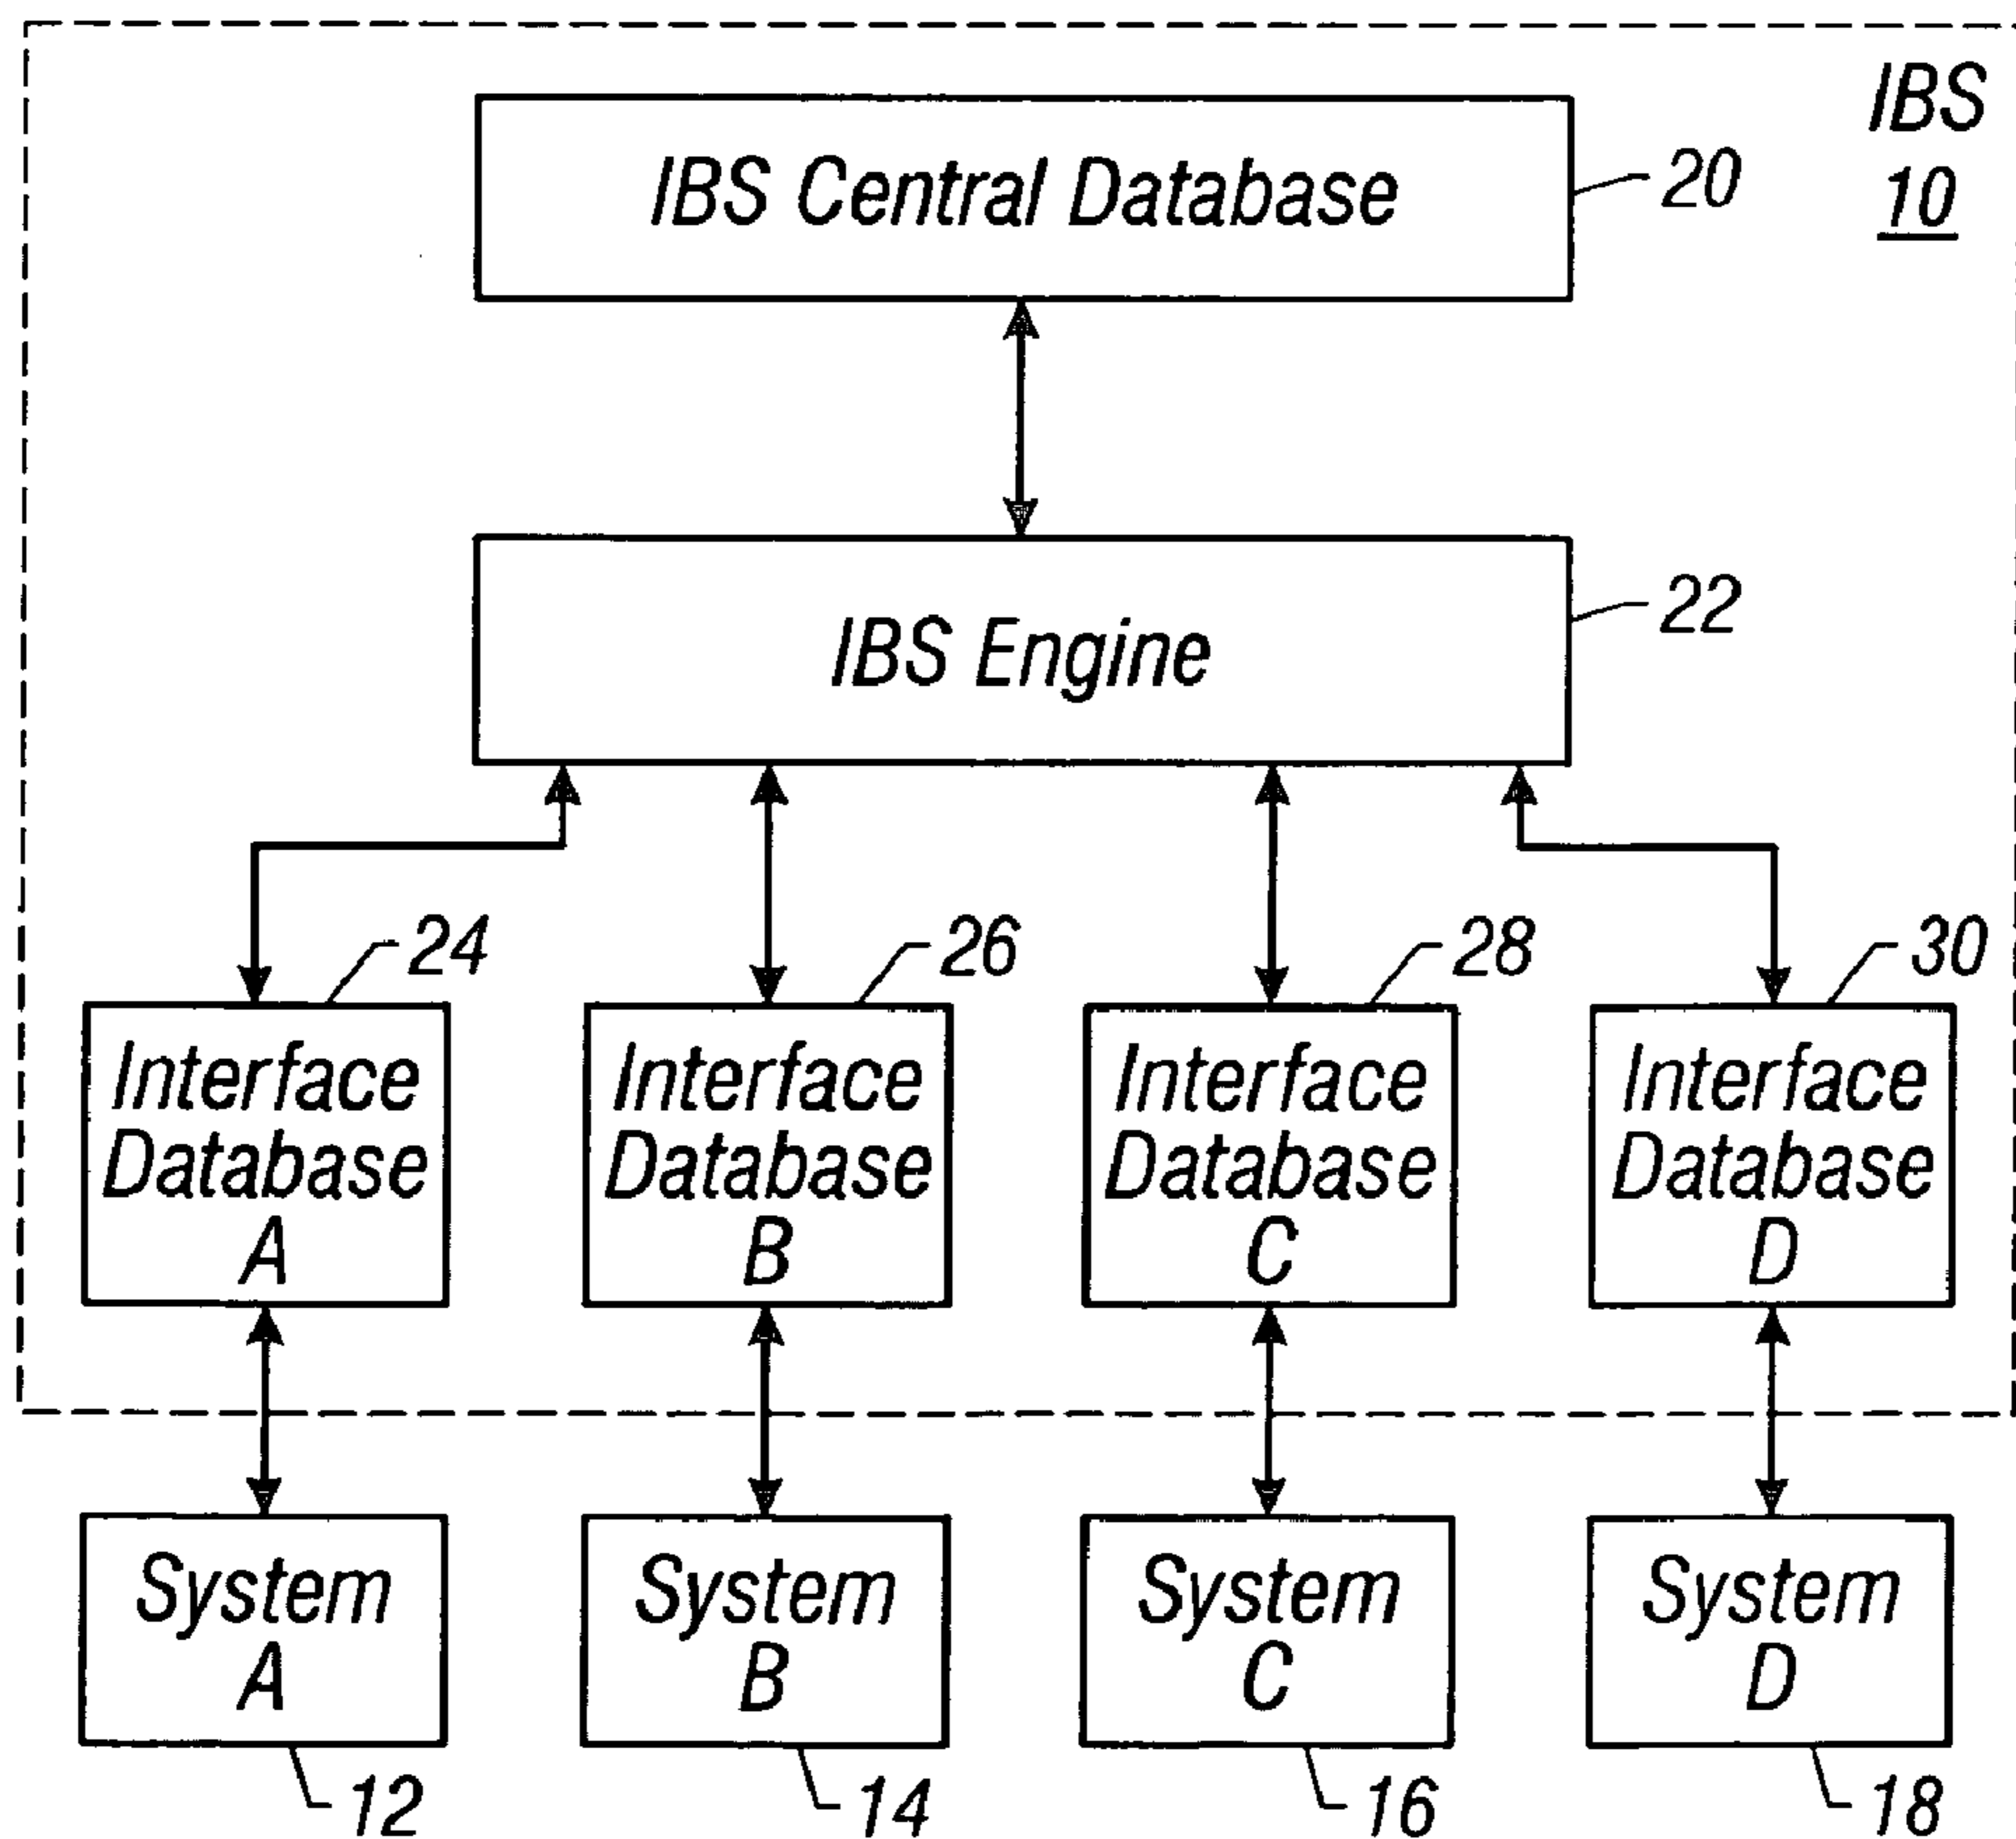 IBS
10
IBS Central Database
20
IBS Engine
22
24
26
28
30
Interface
Database
A
Interface
Database
B
Interface
Database
C
Interface
Database
D
System
A
System
B
System
C
System
D
12
14
16
18